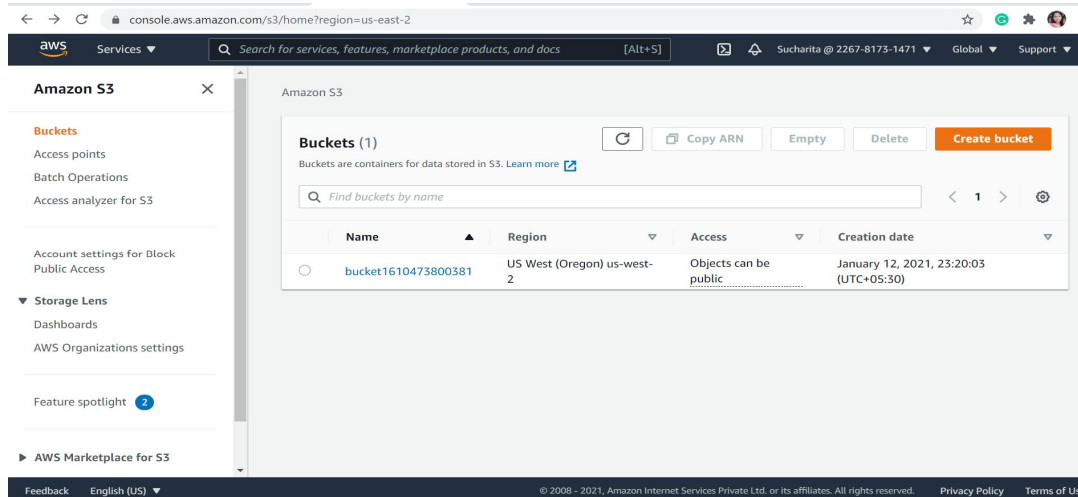 console.aws.amazon.com/s3/home?region=us-east-2
aws
Services ▼
Search for services, features, marketplace products, and docs [Alt+S]
Sucharita @ 2267-8173-1471 ▼
Global ▼
Support ▼
Amazon S3
Buckets
Access points
Batch Operations
Access analyzer for S3
Account settings for Block
Public Access
Storage Lens
Dashboards
AWS Organizations settings
Feature spotlight 2
AWS Marketplace for S3
Amazon S3
Buckets (1)
Copy ARN
Empty
Delete
Create bucket
Buckets are containers for data stored in S3. Learn more
Find buckets by name
< 1 >
Name Region Access Creation date
bucket1610473800381 US West (Oregon) us-west- Objects can be January 12, 2021, 23:20:03
2 public (UTC+05:30)
Feedback English (US) ▼ © 2008 - 2021, Amazon Internet Services Private Ltd. or its affiliates. All rights reserved. Privacy Policy Terms of U